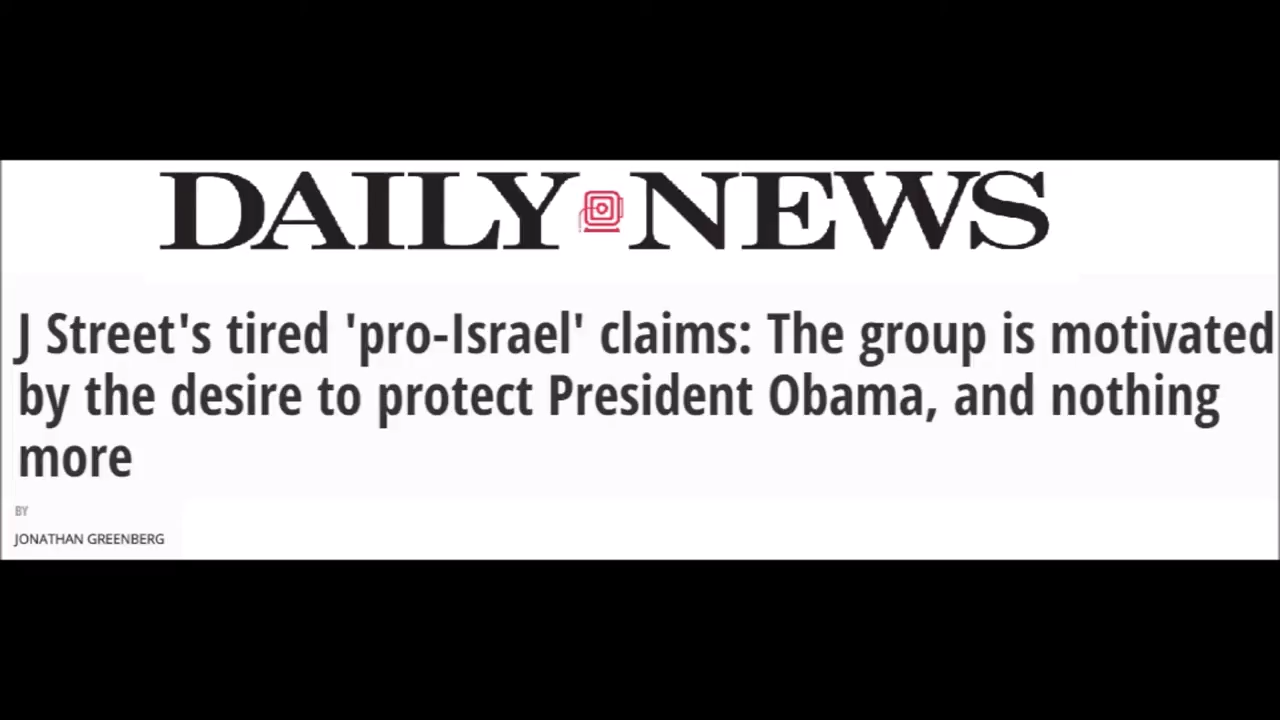 DAILY NEWS
J Street's tired 'pro-Israel' claims: The group is motivated
by the desire to protect President Obama, and nothing
more
BY
JONATHAN GREENBERG